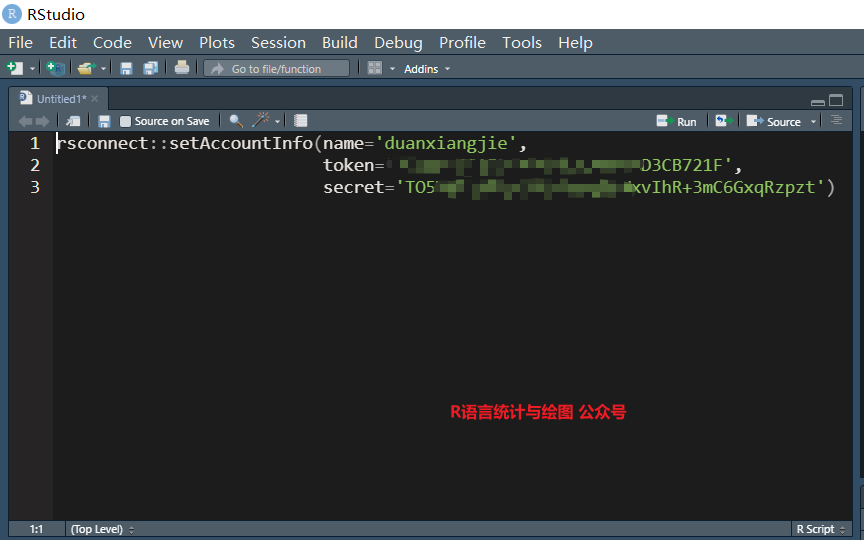 RStudio
File Edit Code View Plots Session Build Debug Profile Tools Help
Go to file/function Addins
Untitled1*
Source on Save Run Source
1 rsconnect::setAccountInfo(name='duanxiangjie',
2 token= D3CB721F',
3 secret='TO5 xvIhR+3mC6GxqRzpzt')
R语言统计与绘图 公众号
1:1 (Top Level) R Script